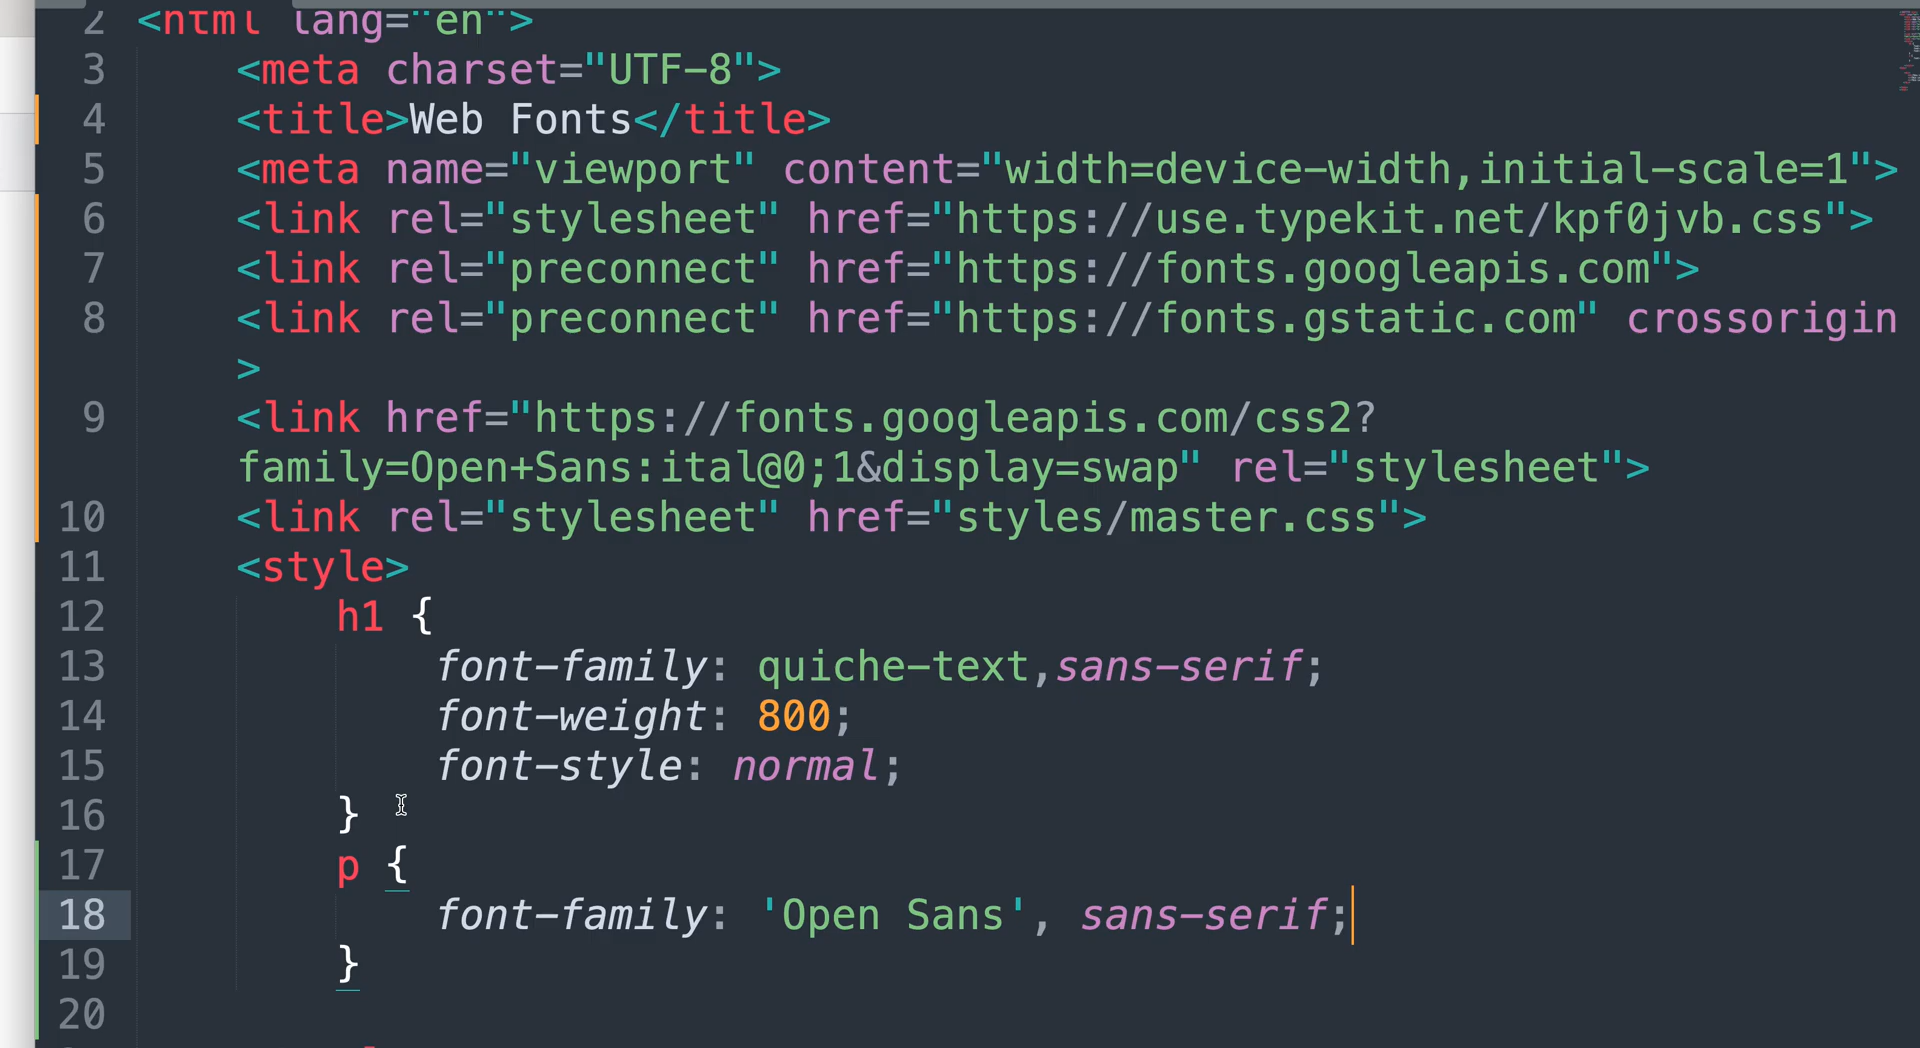 2 <html lang="en">
3 <meta charset="UTF-8">
4 <title>Web Fonts</title>
5 <meta name="viewport" content="width=device-width,initial-scale=1">
6 <link rel="stylesheet" href="https://use.typekit.net/kpf0jvb.css">
7 <link rel="preconnect" href="https://fonts.googleapis.com">
8 <link rel="preconnect" href="https://fonts.gstatic.com" crossorigin
>
9 <link href="https://fonts.googleapis.com/css2?
family=Open+Sans:ital@0;1&display=swap" rel="stylesheet">
10 <link rel="stylesheet" href="styles/master.css">
11 <style>
12 h1 {
13 font-family: quiche-text,sans-serif;
14 font-weight: 800;
15 font-style: normal;
16 }
17 p {
18 font-family: 'Open Sans', sans-serif;
19 }
20